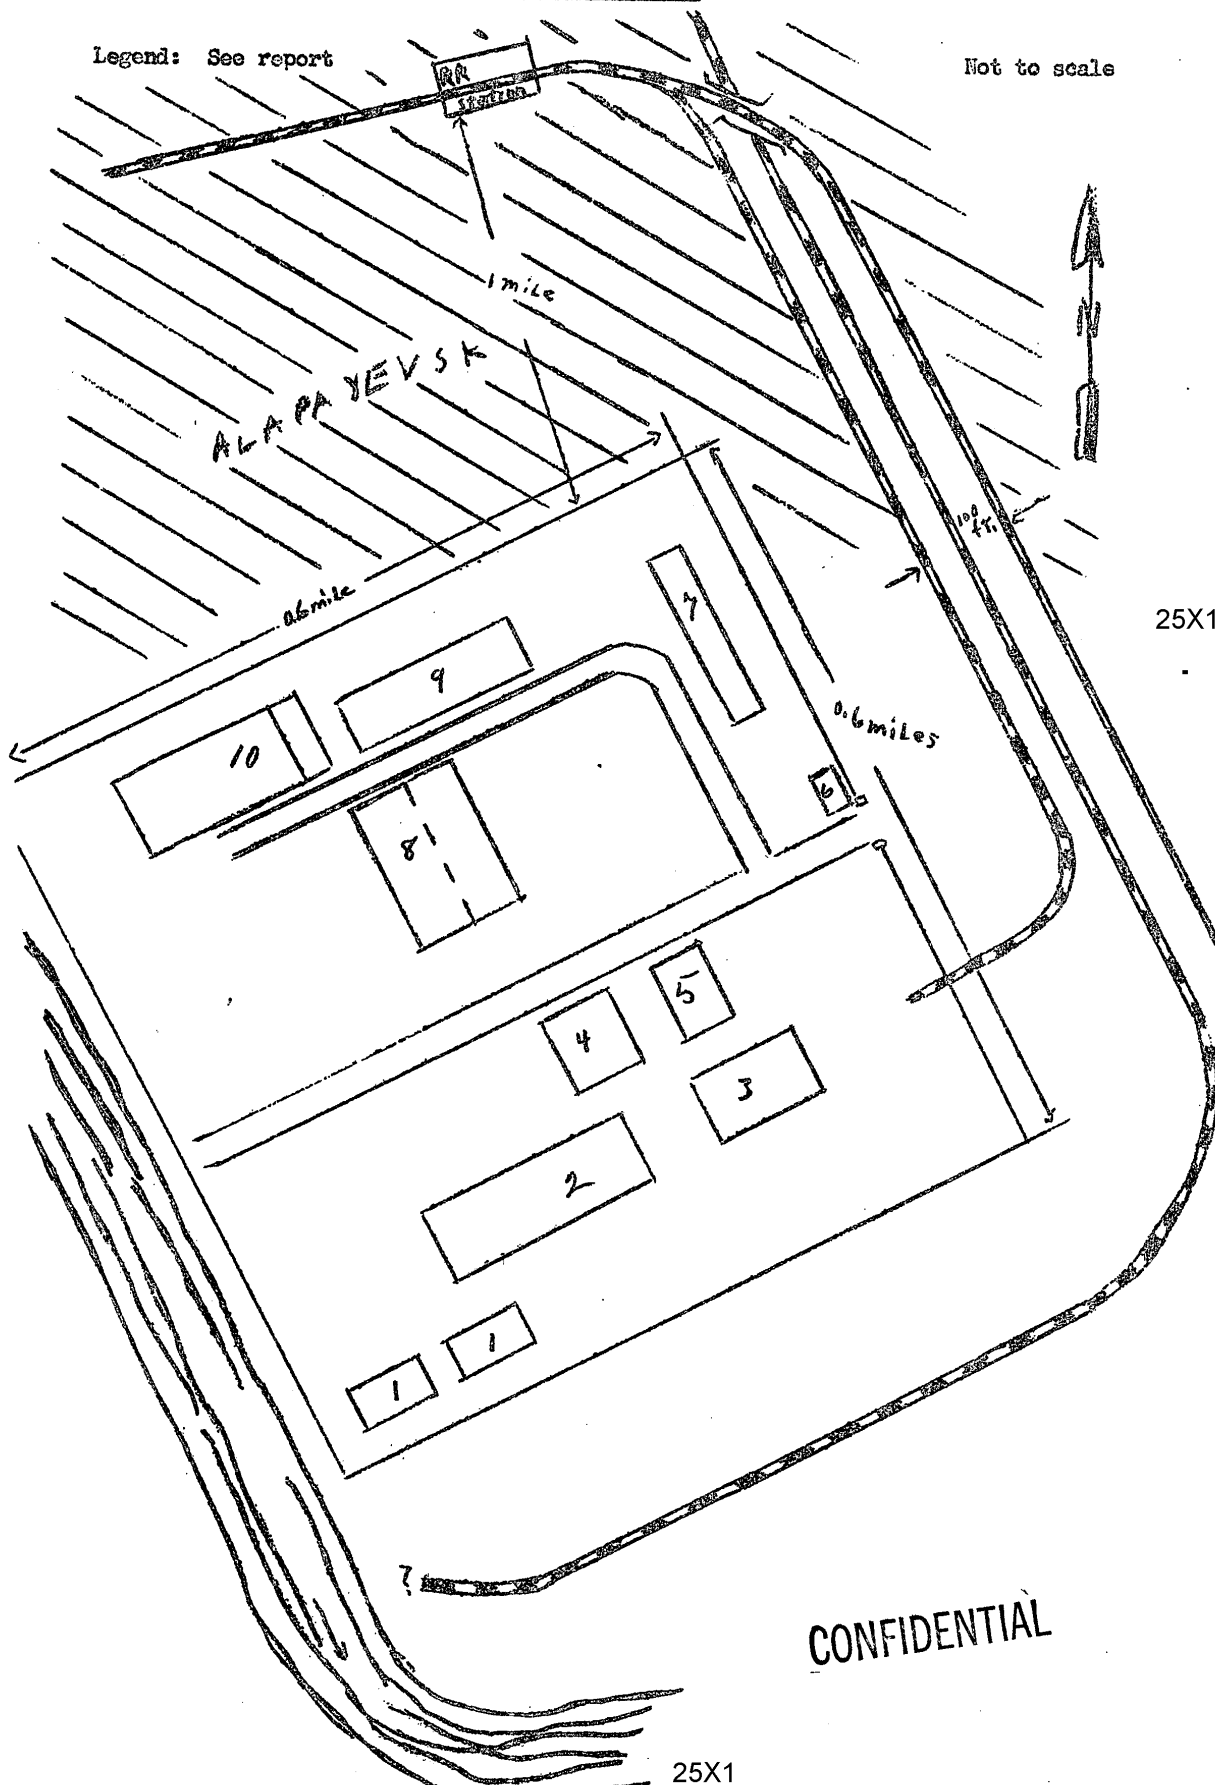 Legend: See report
Not to scale
RR
station
1 mile
N
ALAPAYEVSK
100
ft.
0.6 mile
7
25X1
9
0.6 miles
10
6
8
5
4
3
2
1
1
?
CONFIDENTIAL
25X1